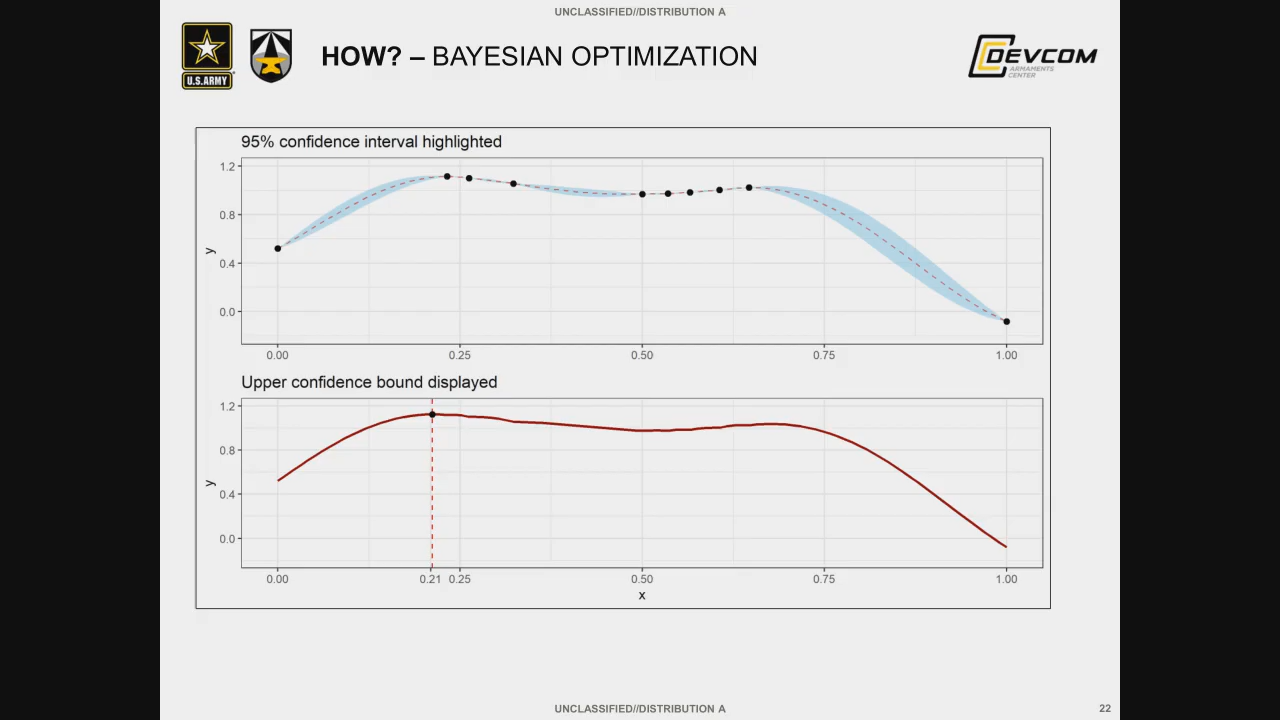 UNCLASSIFIED//DISTRIBUTION A
U.S.ARMY
HOW? – BAYESIAN OPTIMIZATION
DEVCOM
ARMAMENTS
CENTER
95% confidence interval highlighted
1.2
0.8
y
0.4
0.0
0.00 0.25 0.50 0.75 1.00
Upper confidence bound displayed
1.2
0.8
y
0.4
0.0
0.00 0.21 0.25 0.50 0.75 1.00
x
UNCLASSIFIED//DISTRIBUTION A
22